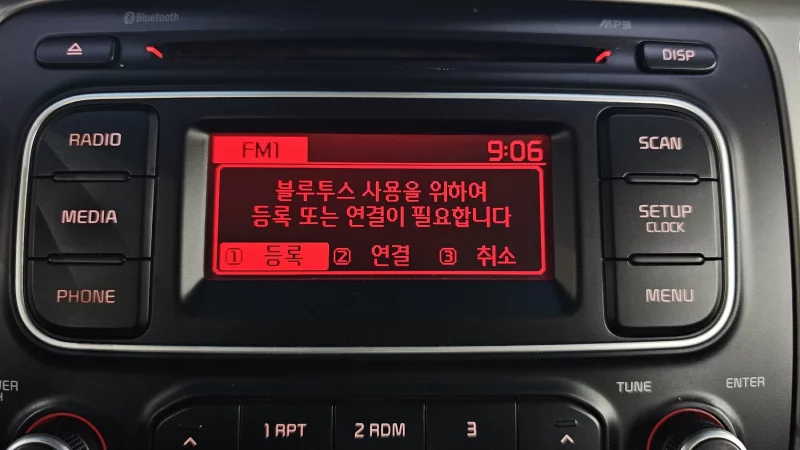 Bluetooth
MP3
DISP
RADIO
MEDIA
PHONE
FM1 9:06
블루투스 사용을 위하여
등록 또는 연결이 필요합니다
1 등록 2 연결 3 취소
SCAN
SETUP
CLOCK
MENU
TUNE
ENTER
1 RPT
2 RDM
3